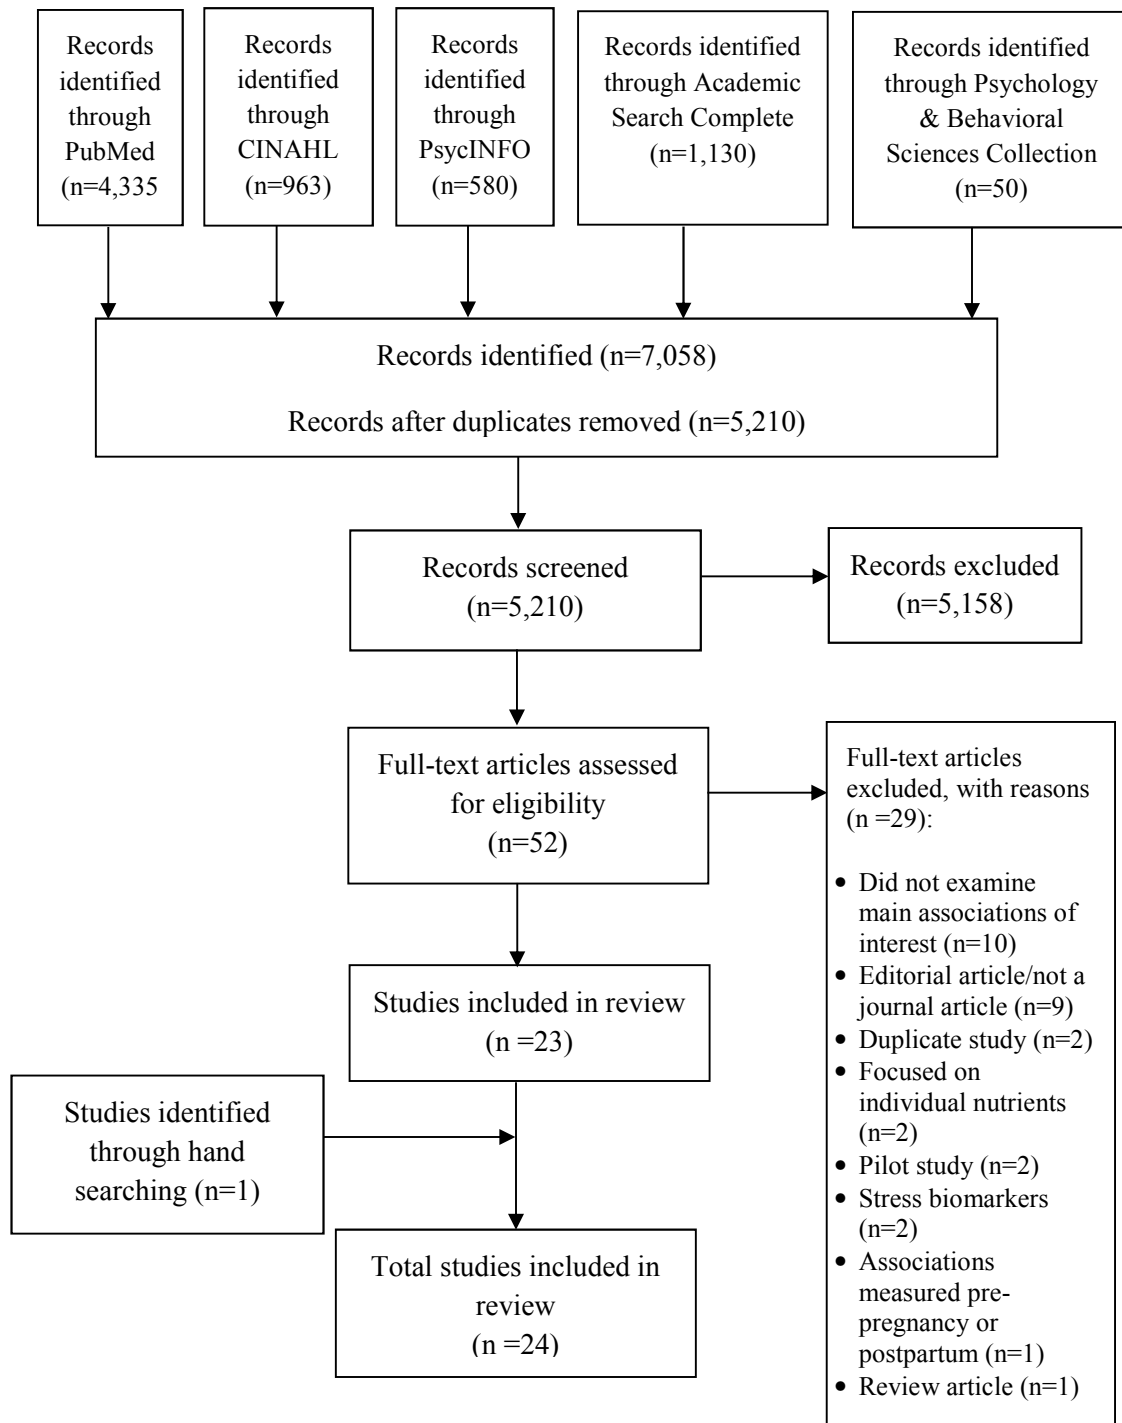 Records
identified
through
PubMed
(n=4,335
Records
identified
through
CINAHL
(n=963)
Records
identified
through
PsycINFO
(n=580)
Records identified
through Academic
Search Complete
(n=1,130)
Records identified
through Psychology
& Behavioral
Sciences Collection
(n=50)
Records identified (n=7,058)
Records after duplicates removed (n=5,210)
Records screened
(n=5,210)
Records excluded
(n=5,158)
Full-text articles assessed
for eligibility
(n=52)
Full-text articles
excluded, with reasons
(n =29):
• Did not examine
main associations of
interest (n=10)
• Editorial article/not a
journal article (n=9)
• Duplicate study (n=2)
• Focused on
individual nutrients
(n=2)
• Pilot study (n=2)
• Stress biomarkers
(n=2)
• Associations
measured pre-
pregnancy or
postpartum (n=1)
• Review article (n=1)
Studies included in review
(n =23)
Studies identified
through hand
searching (n=1)
Total studies included in
review
(n =24)